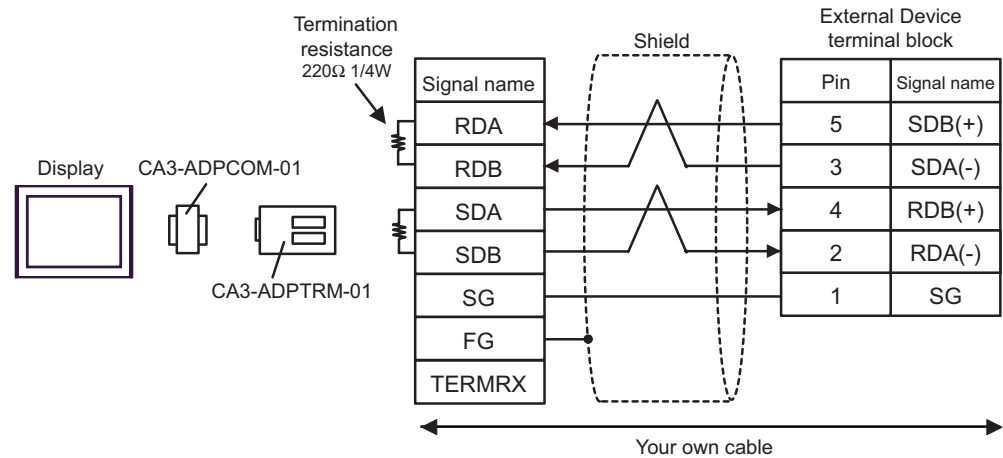 Termination
resistance
220Ω 1/4W
Shield
External Device
terminal block
Display
CA3-ADPCOM-01
CA3-ADPTRM-01
Signal name
RDA
RDB
SDA
SDB
SG
FG
TERMRX
Pin Signal name
5 SDB(+)
3 SDA(-)
4 RDB(+)
2 RDA(-)
1 SG
Your own cable